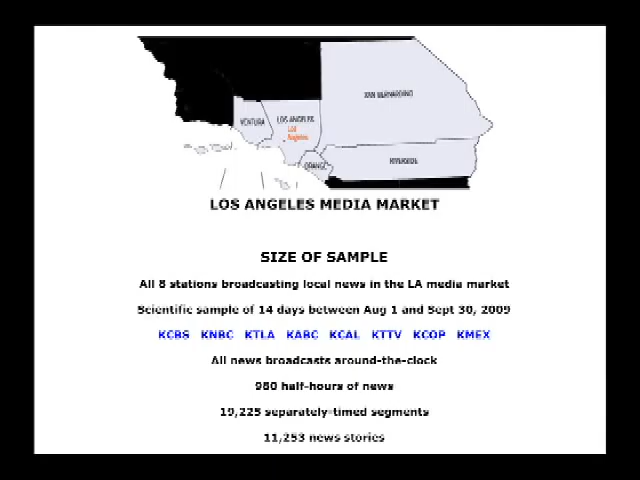 SAN BERNARDINO
VENTURA
LOS ANGELES
Los
Angeles
ORANGE
RIVERSIDE
LOS ANGELES MEDIA MARKET
SIZE OF SAMPLE
All 8 stations broadcasting local news in the LA media market
Scientific sample of 14 days between Aug 1 and Sept 30, 2009
KCBS KNBC KTLA KABC KCAL KTTV KCOP KMEX
All news broadcasts around-the-clock
980 half-hours of news
19,225 separately-timed segments
11,253 news stories